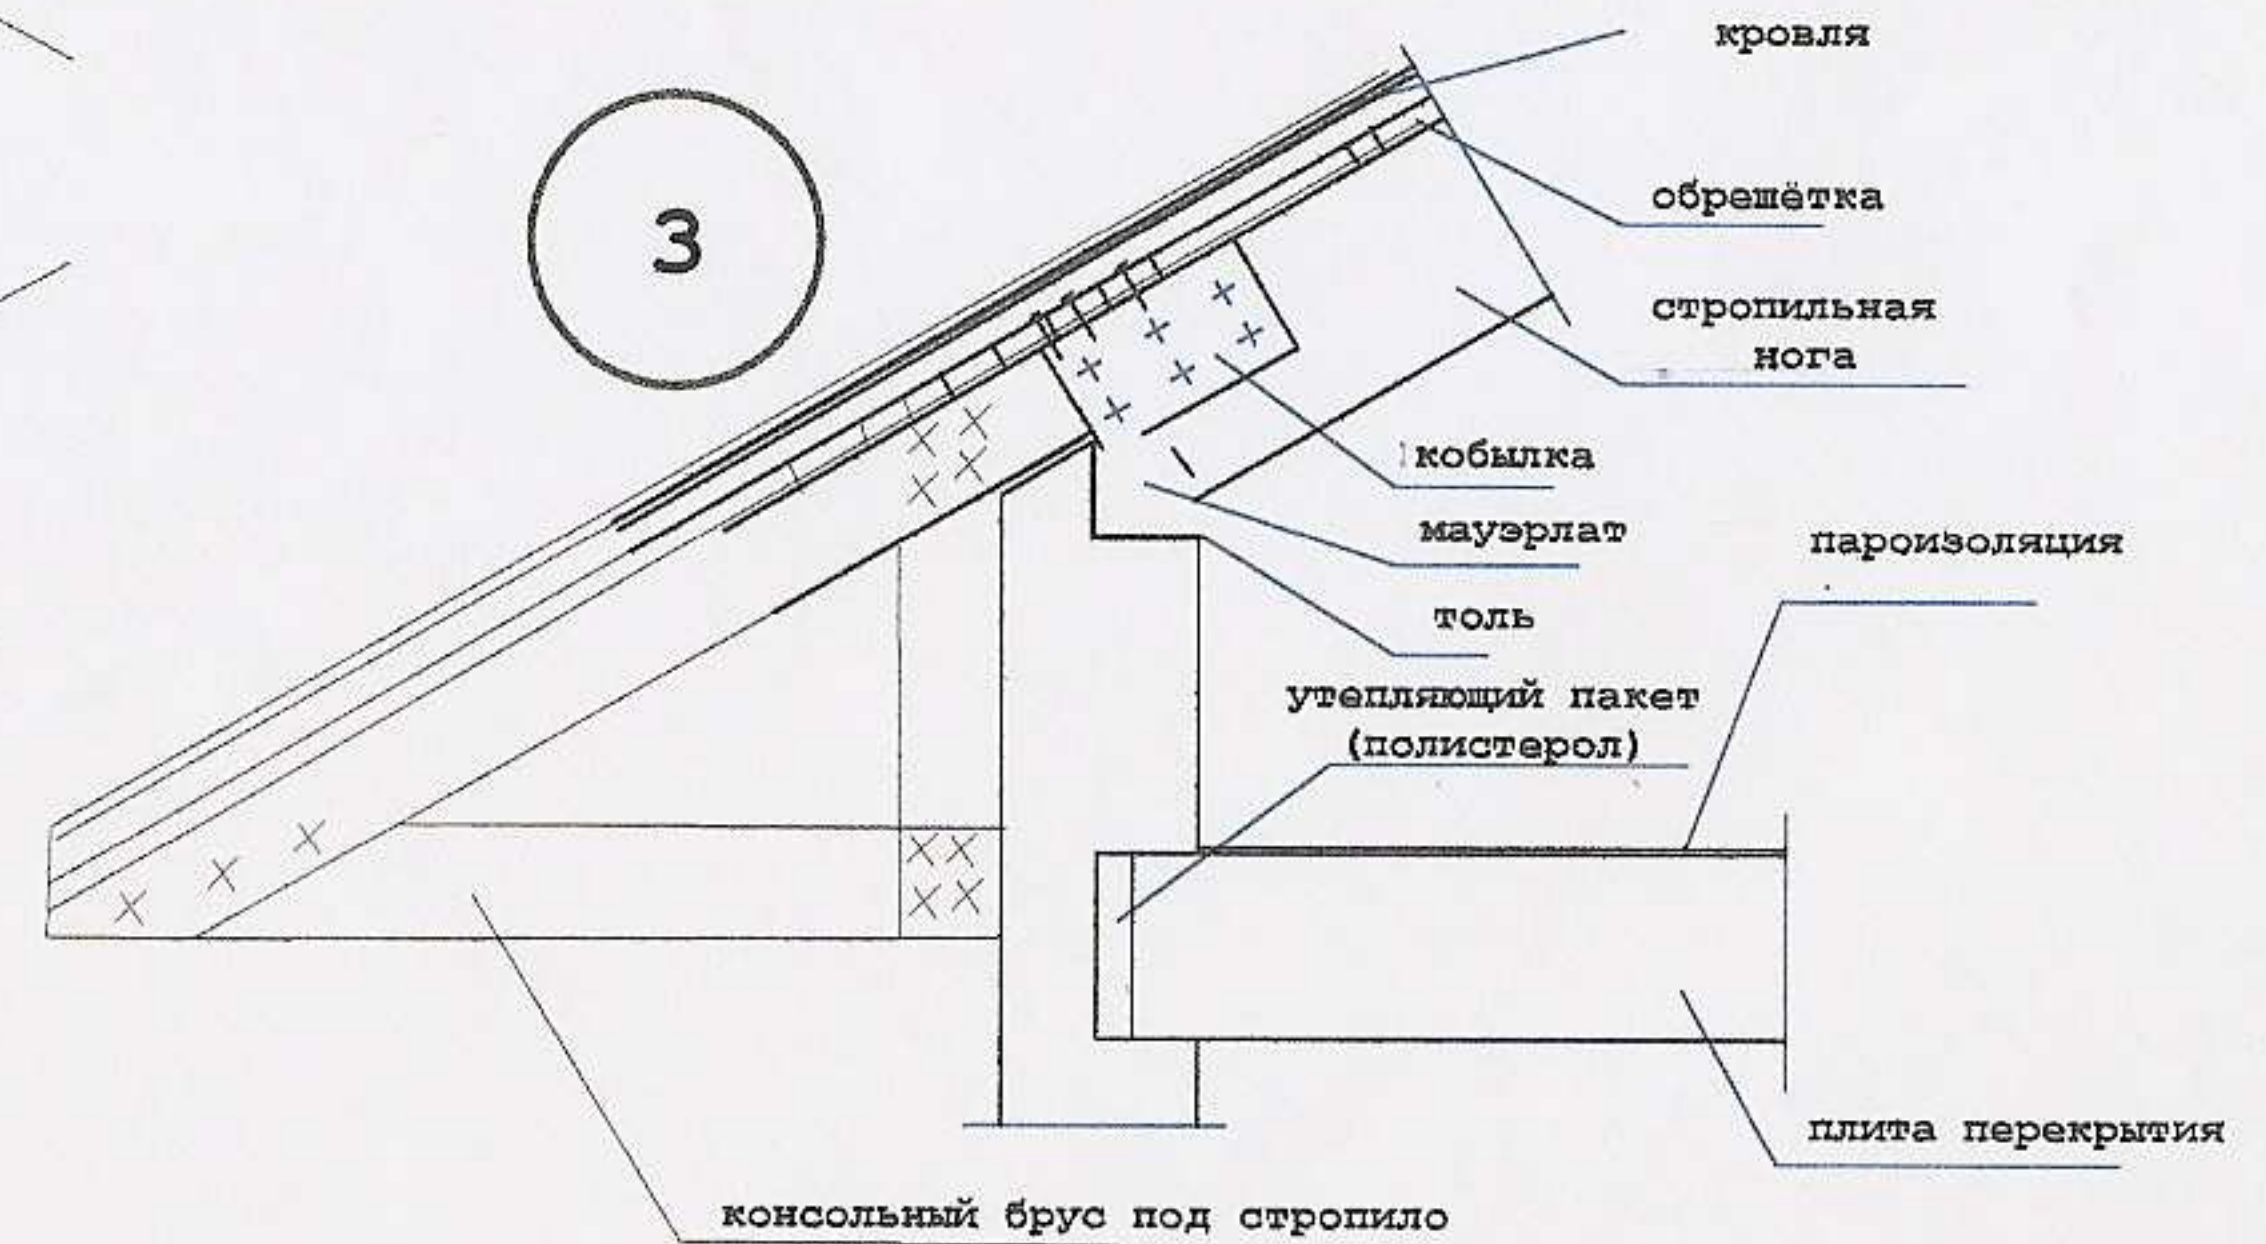 кровля
3
обрешётка
стропильная
нога
кобылка
мауэрлат
пароизоляция
толь
утепляющий пакет
(полистерол)
плита перекрытия
консольный брус под стропило